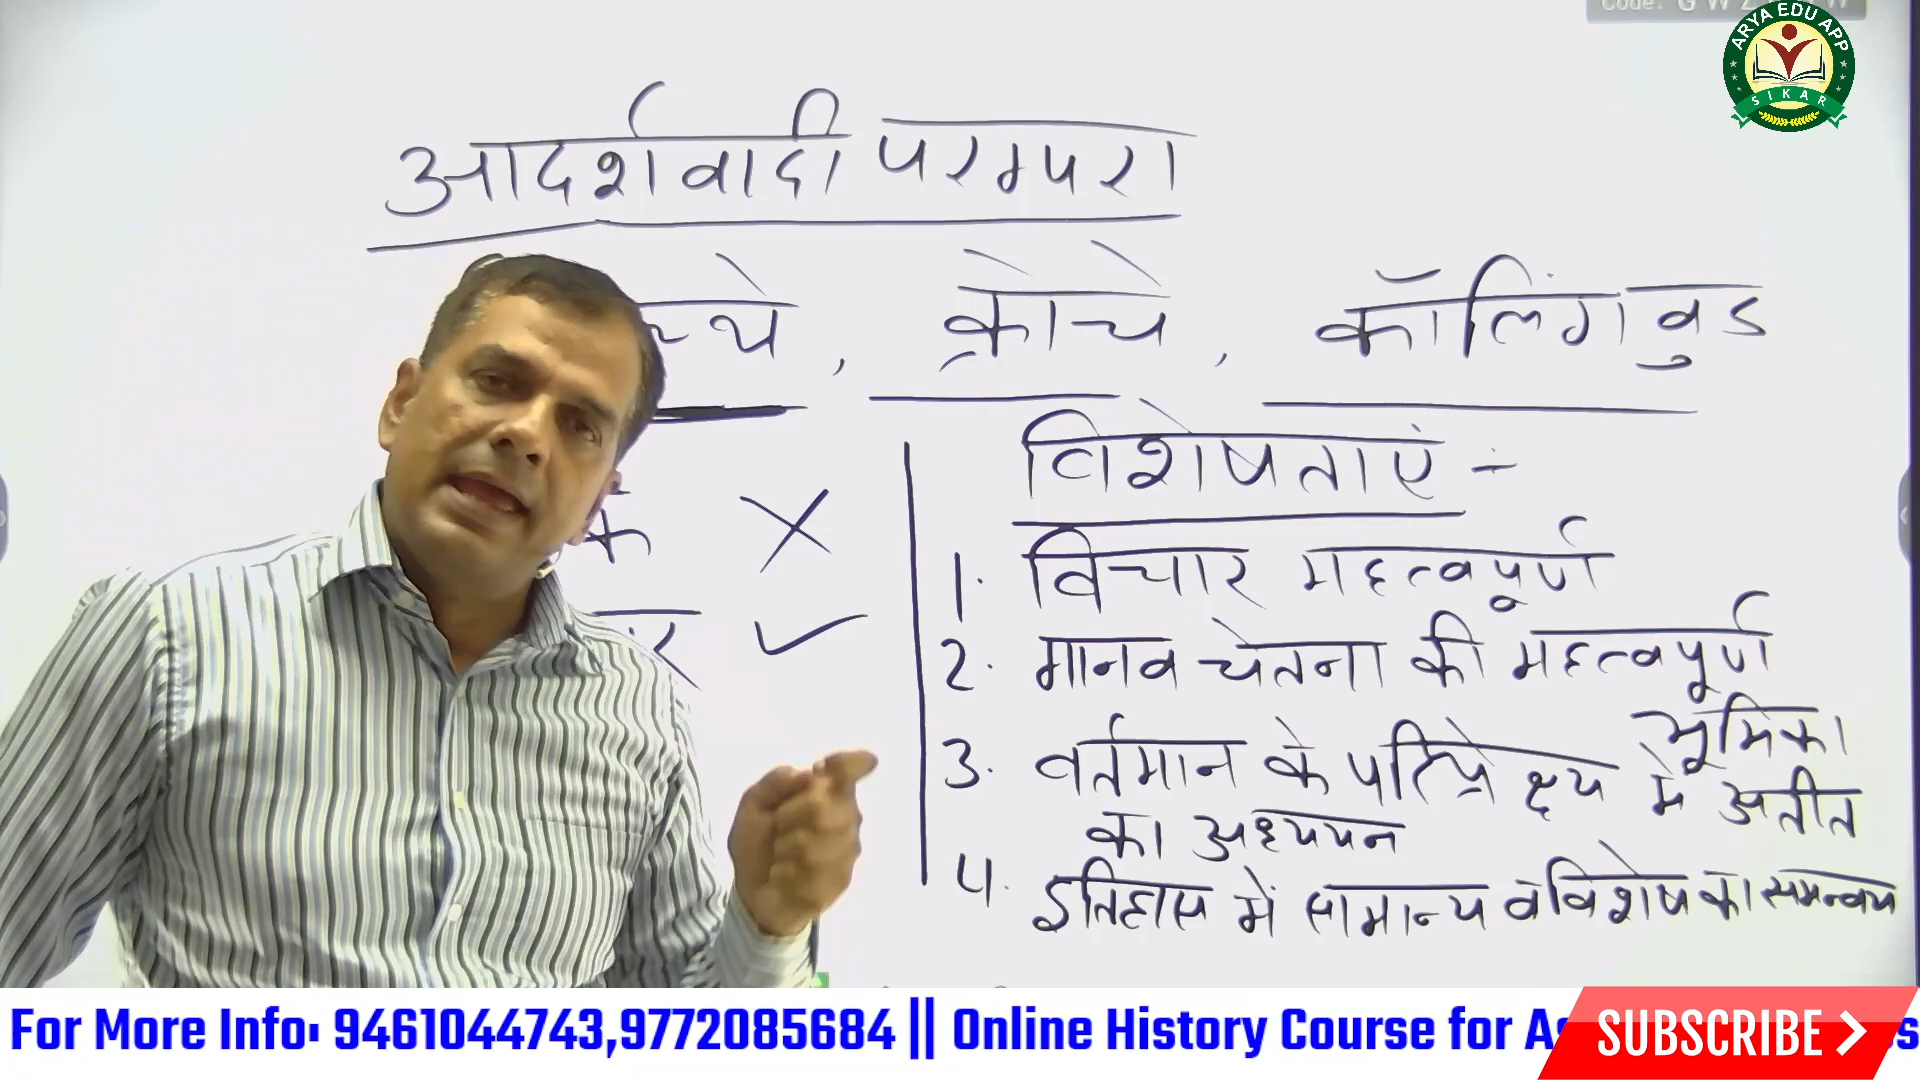 ARYA EDU APP
SIKAR
आदर्शवादी परम्परा
क्रोचे, कॉलिंगवुड
विशेषताएं -
1. विचार महत्वपूर्ण
2. मानव चेतना की महत्वपूर्ण
भूमिका
3. वर्तमान के परिप्रेक्ष्य में अतीत
का अध्ययन
4. इतिहास में सामान्य व विशेष का समन्वय
For More Info: 9461044743,9772085684 || Online History Course for
SUBSCRIBE